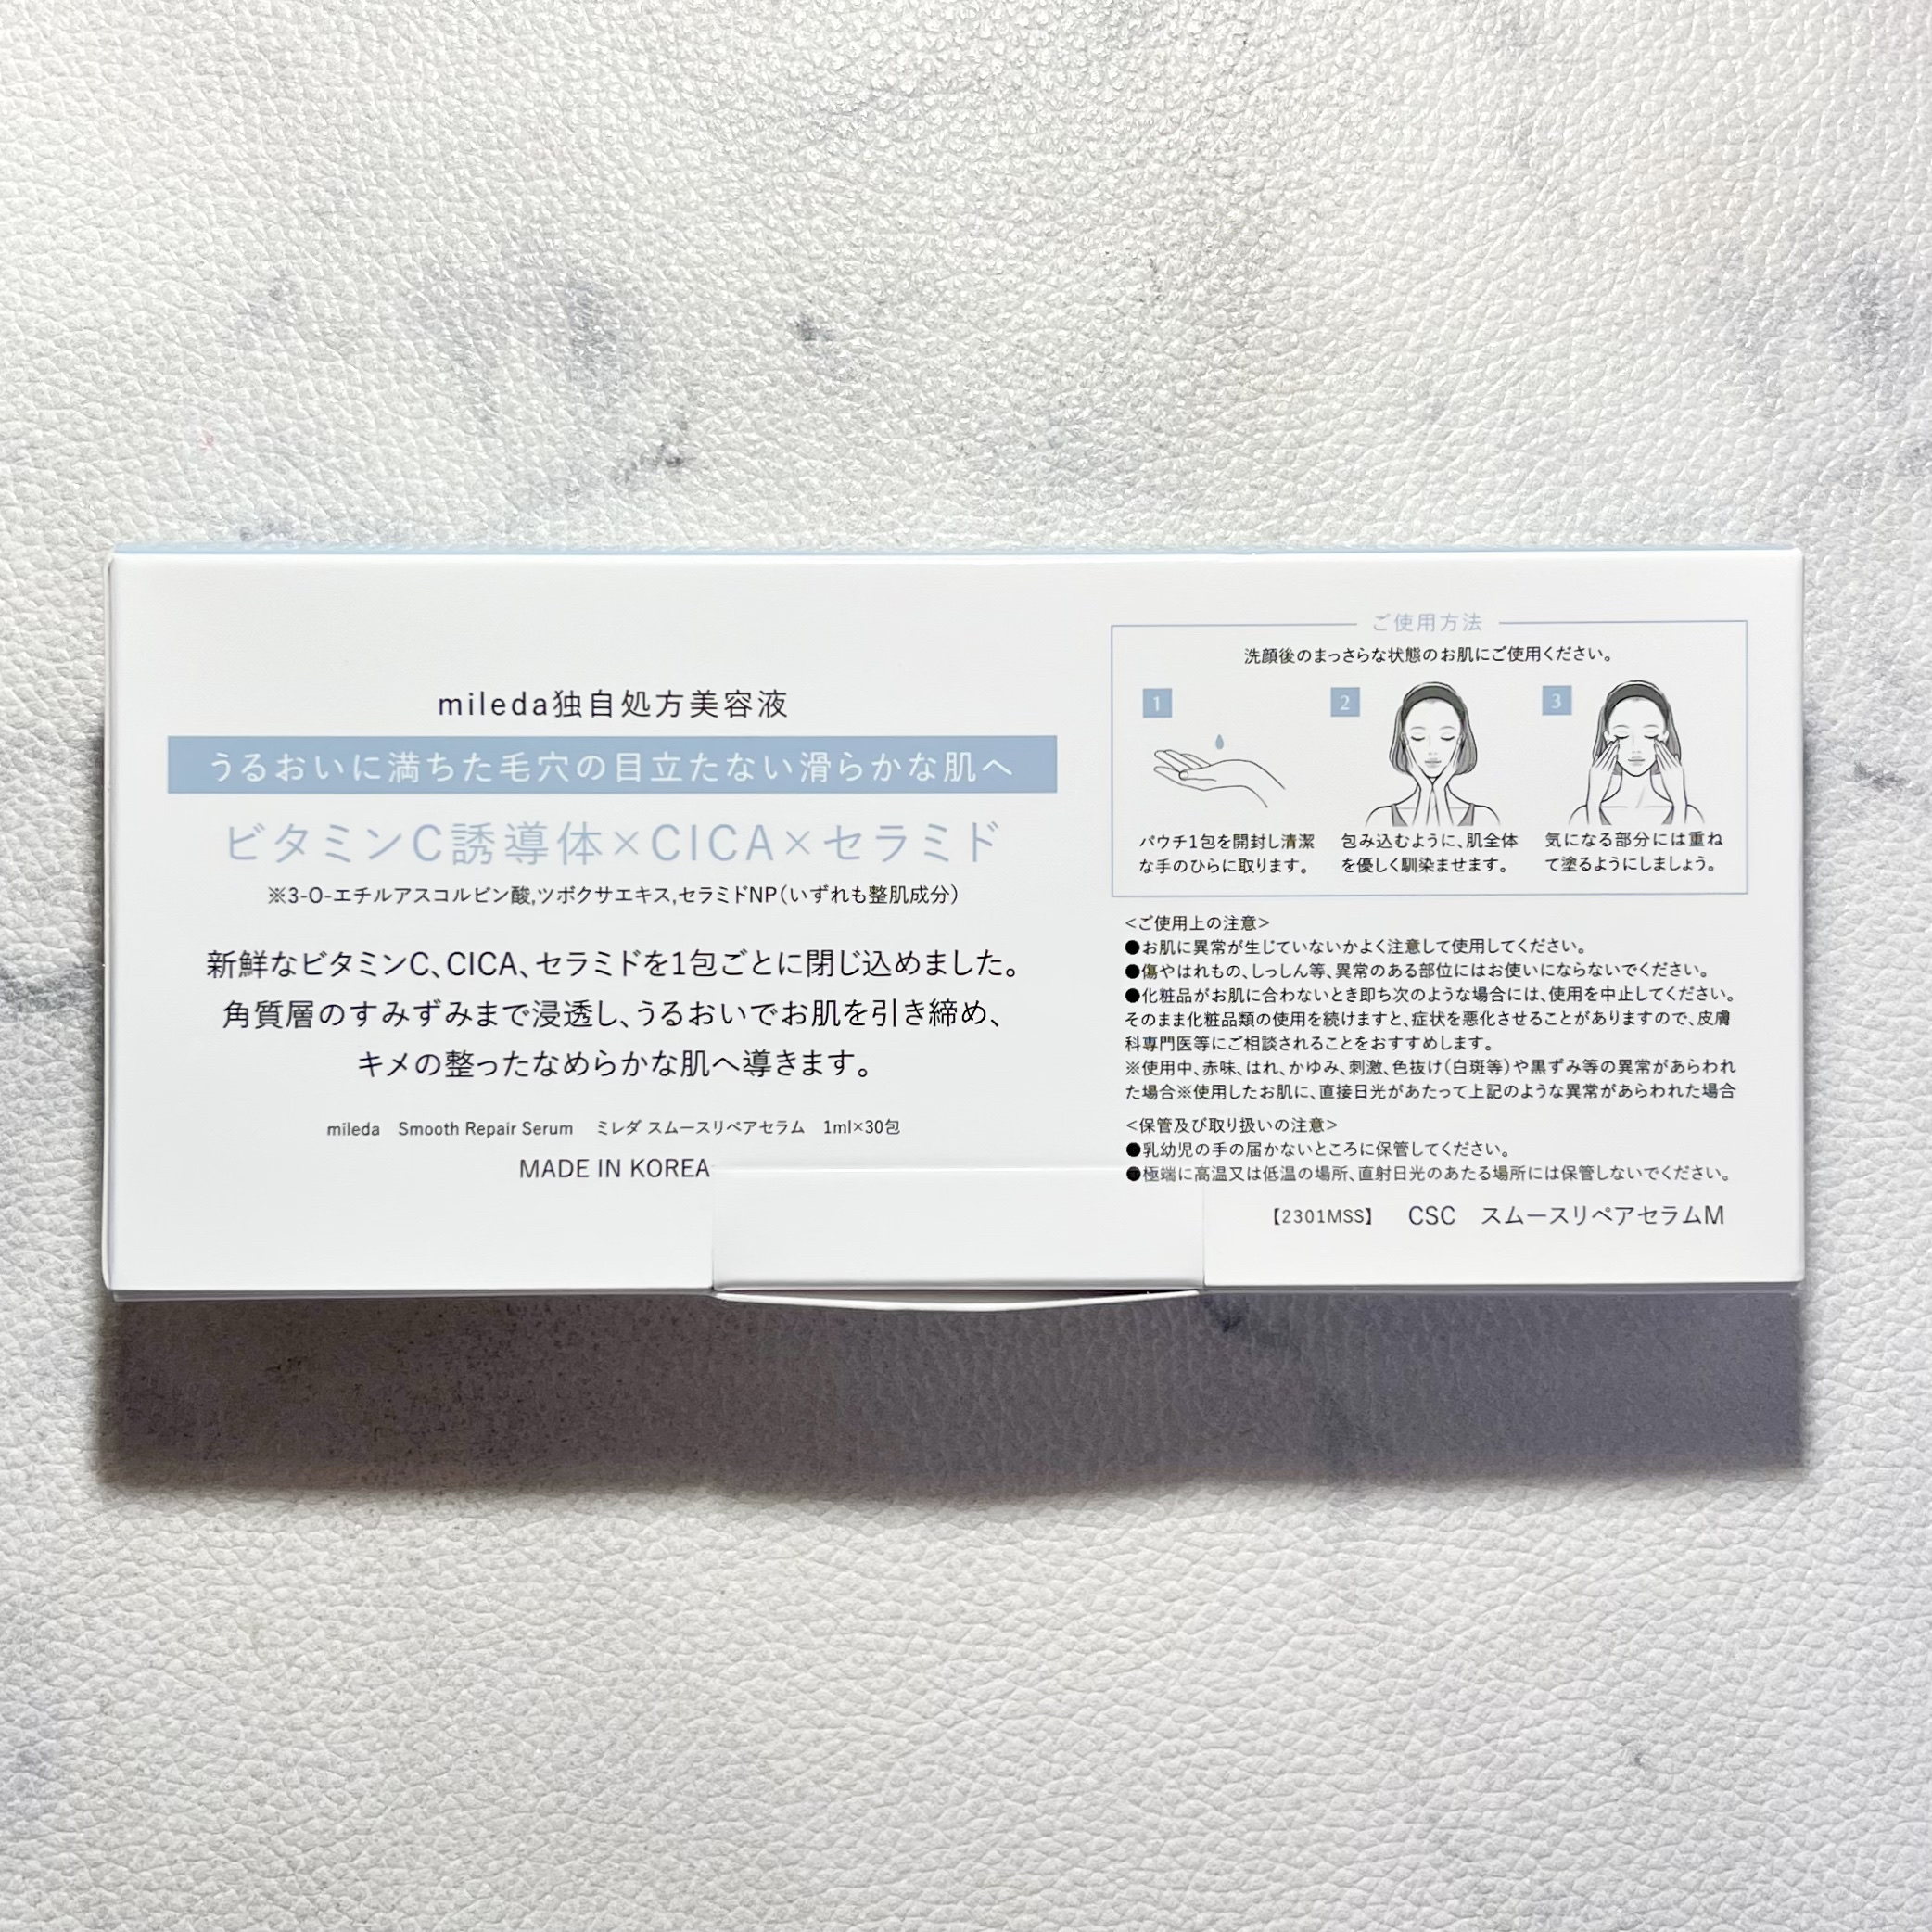 mileda独自処方美容液
うるおいに満ちた毛穴の目立たない滑らかな肌へ
ビタミンC誘導体×CICA×セラミド
※3-O-エチルアスコルビン酸,ツボクサエキス,セラミドNP(いずれも整肌成分)
新鮮なビタミンC、CICA、セラミドを1包ごとに閉じ込めました。
角質層のすみずみまで浸透し、うるおいでお肌を引き締め、
キメの整ったなめらかな肌へ導きます。
mileda Smooth Repair Serum ミレダ スムースリペアセラム 1ml×30包
MADE IN KOREA
ご使用方法
洗顔後のまっさらな状態のお肌にご使用ください。
1
パウチ1包を開封し清潔
な手のひらに取ります。
2
包み込むように、肌全体
を優しく馴染ませます。
3
気になる部分には重ね
て塗るようにしましょう。
<ご使用上の注意>
●お肌に異常が生じていないかよく注意して使用してください。
●傷やはれもの、しっしん等、異常のある部位にはお使いにならないでください。
●化粧品がお肌に合わないとき即ち次のような場合には、使用を中止してください。
そのまま化粧品類の使用を続けますと、症状を悪化させることがありますので、皮膚
科専門医等にご相談されることをおすすめします。
※使用中、赤味、はれ、かゆみ、刺激、色抜け(白斑等)や黒ずみ等の異常があらわれ
た場合※使用したお肌に、直接日光があたって上記のような異常があらわれた場合
<保管及び取り扱いの注意>
●乳幼児の手の届かないところに保管してください。
●極端に高温又は低温の場所、直射日光のあたる場所には保管しないでください。
【2301MSS】 CSC スムースリペアセラムM